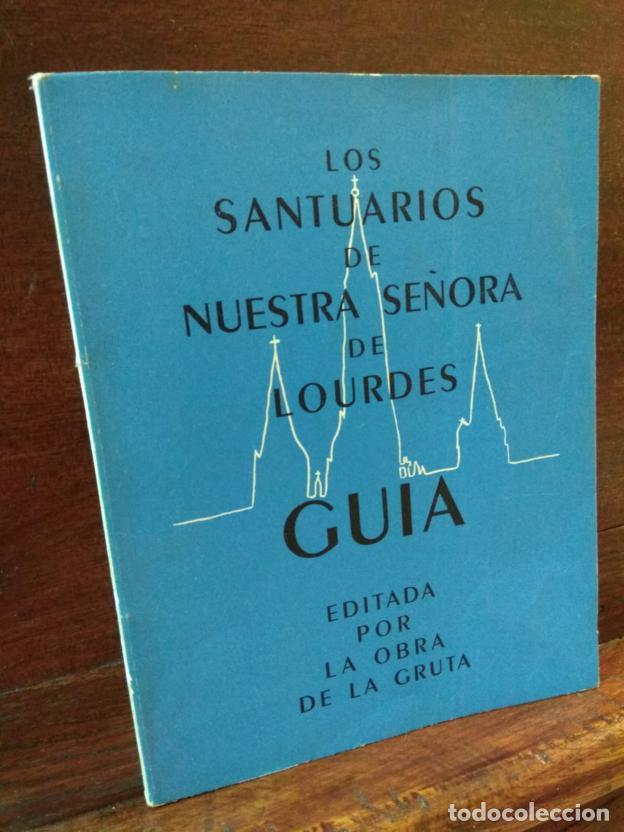 LOS
SANTUARIOS
DE
NUESTRA SEÑORA
DE
LOURDES
GUIA
EDITADA
POR
LA OBRA
DE LA GRUTA
todocoleccion